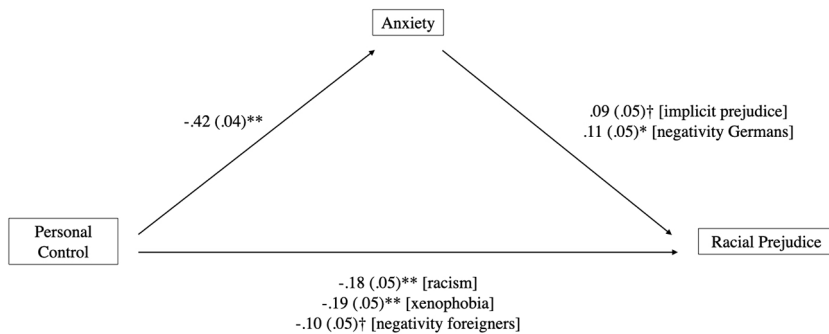 Anxiety
-.42 (.04)**
.09 (.05)† [implicit prejudice]
.11 (.05)* [negativity Germans]
Personal
Control
Racial Prejudice
-.18 (.05)** [racism]
-.19 (.05)** [xenophobia]
-.10 (.05)† [negativity foreigners]